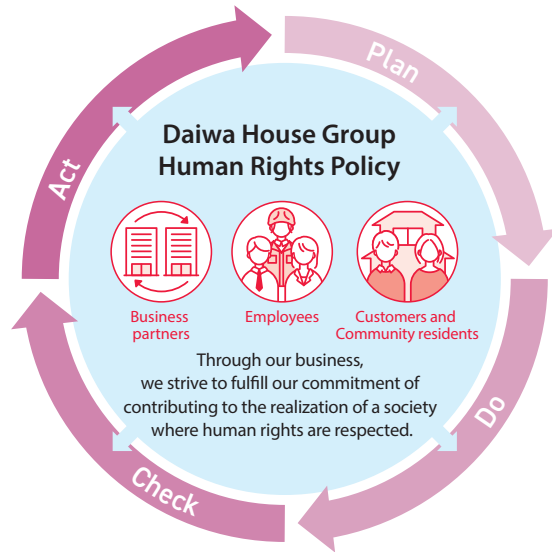 Plan
Do
Check
Act
Daiwa House Group
Human Rights Policy
Business
partners
Employees
Customers and
Community residents
Through our business,
we strive to fulfill our commitment of
contributing to the realization of a society
where human rights are respected.